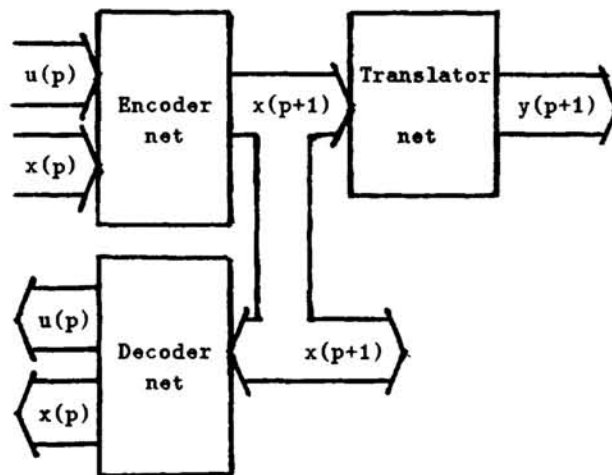 u(p)
x(p)
Encoder
net
x(p+1)
Translator
net
y(p+1)
u(p)
x(p)
Decoder
net
x(p+1)